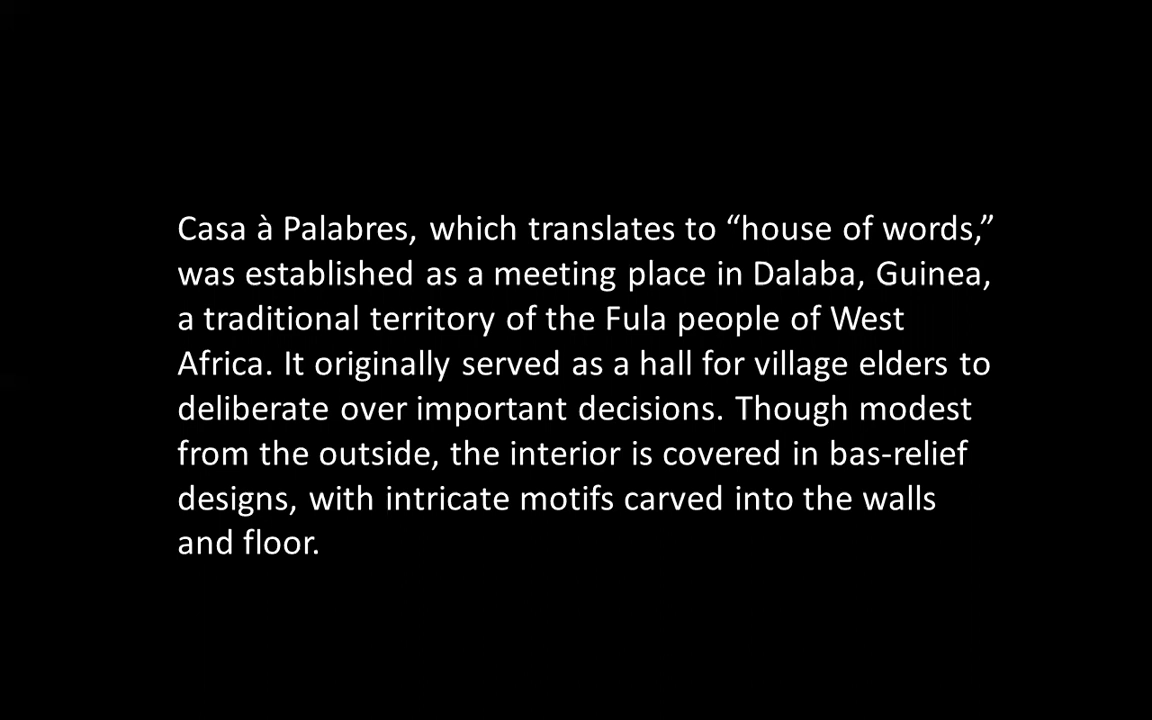 Casa à Palabres, which translates to “house of words,”
was established as a meeting place in Dalaba, Guinea,
a traditional territory of the Fula people of West
Africa. It originally served as a hall for village elders to
deliberate over important decisions. Though modest
from the outside, the interior is covered in bas-relief
designs, with intricate motifs carved into the walls
and floor.